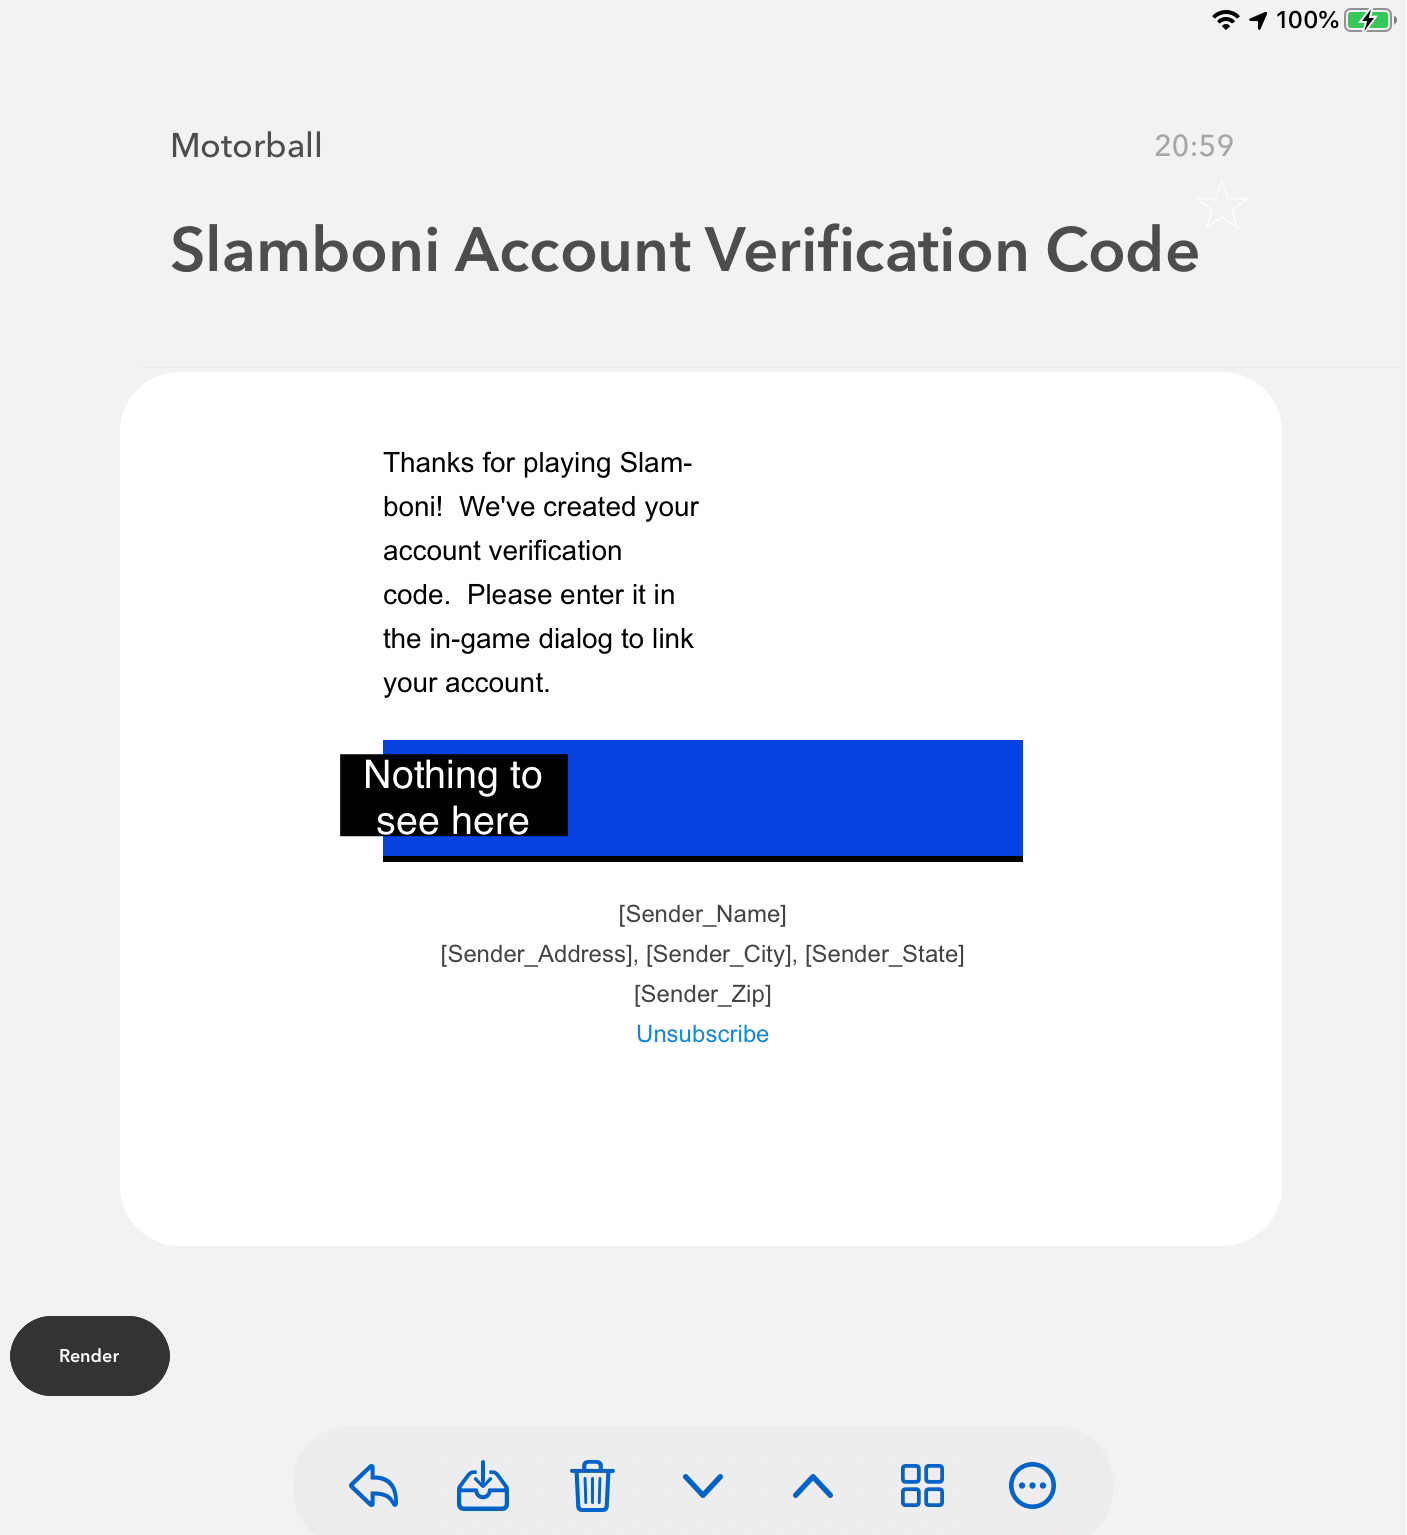 100%
Motorball
20:59
Slamboni Account Verification Code
Thanks for playing Slam-
boni!  We've created your
account verification
code.  Please enter it in
the in-game dialog to link
your account.
Nothing to
see here
[Sender_Name]
[Sender_Address], [Sender_City], [Sender_State]
[Sender_Zip]
Unsubscribe
Render